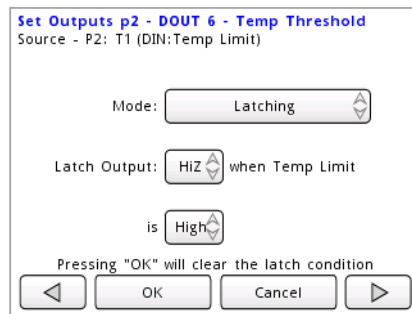 Set Outputs p2 - DOUT 6 - Temp Threshold
Source - P2: T1 (DIN:Temp Limit)
Mode: Latching
Latch Output: HiZ when Temp Limit
is High
Pressing "OK" will clear the latch condition
OK Cancel